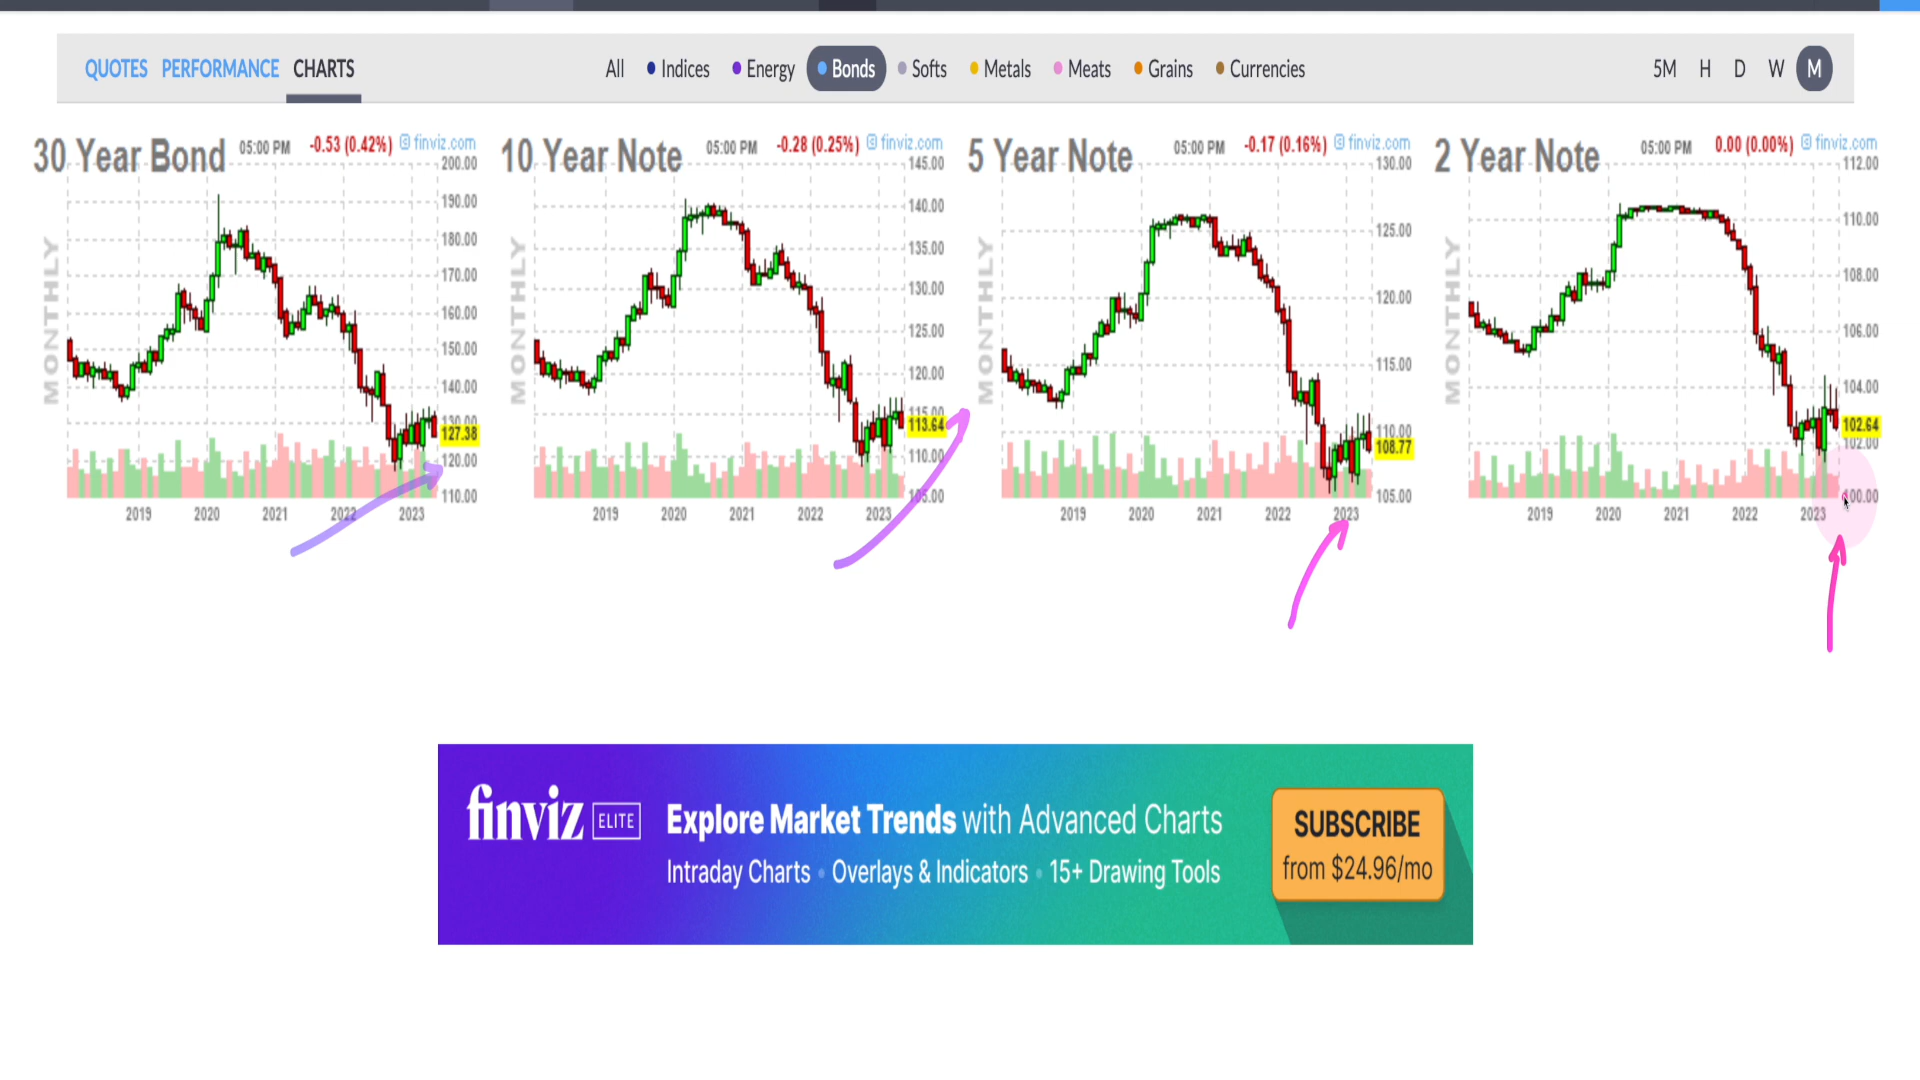 QUOTES PERFORMANCE CHARTS All Indices Energy Bonds Softs Metals Meats Grains Currencies 5M H D W M
30 Year Bond 05:00 PM -0.53 (0.42%) finviz.com
MONTHLY
200.00
190.00
180.00
170.00
160.00
150.00
140.00
130.00
127.38
120.00
110.00
2019 2020 2021 2022 2023
10 Year Note 05:00 PM -0.28 (0.25%) finviz.com
MONTHLY
145.00
140.00
135.00
130.00
125.00
120.00
115.00
113.64
110.00
105.00
2019 2020 2021 2022 2023
5 Year Note 05:00 PM -0.17 (0.16%) finviz.com
MONTHLY
130.00
125.00
120.00
115.00
110.00
108.77
105.00
2019 2020 2021 2022 2023
2 Year Note 05:00 PM 0.00 (0.00%) finviz.com
MONTHLY
112.00
110.00
108.00
106.00
104.00
102.64
102.00
100.00
2019 2020 2021 2022 2023
finviz ELITE
Explore Market Trends with Advanced Charts
Intraday Charts • Overlays & Indicators • 15+ Drawing Tools
SUBSCRIBE
from $24.96/mo